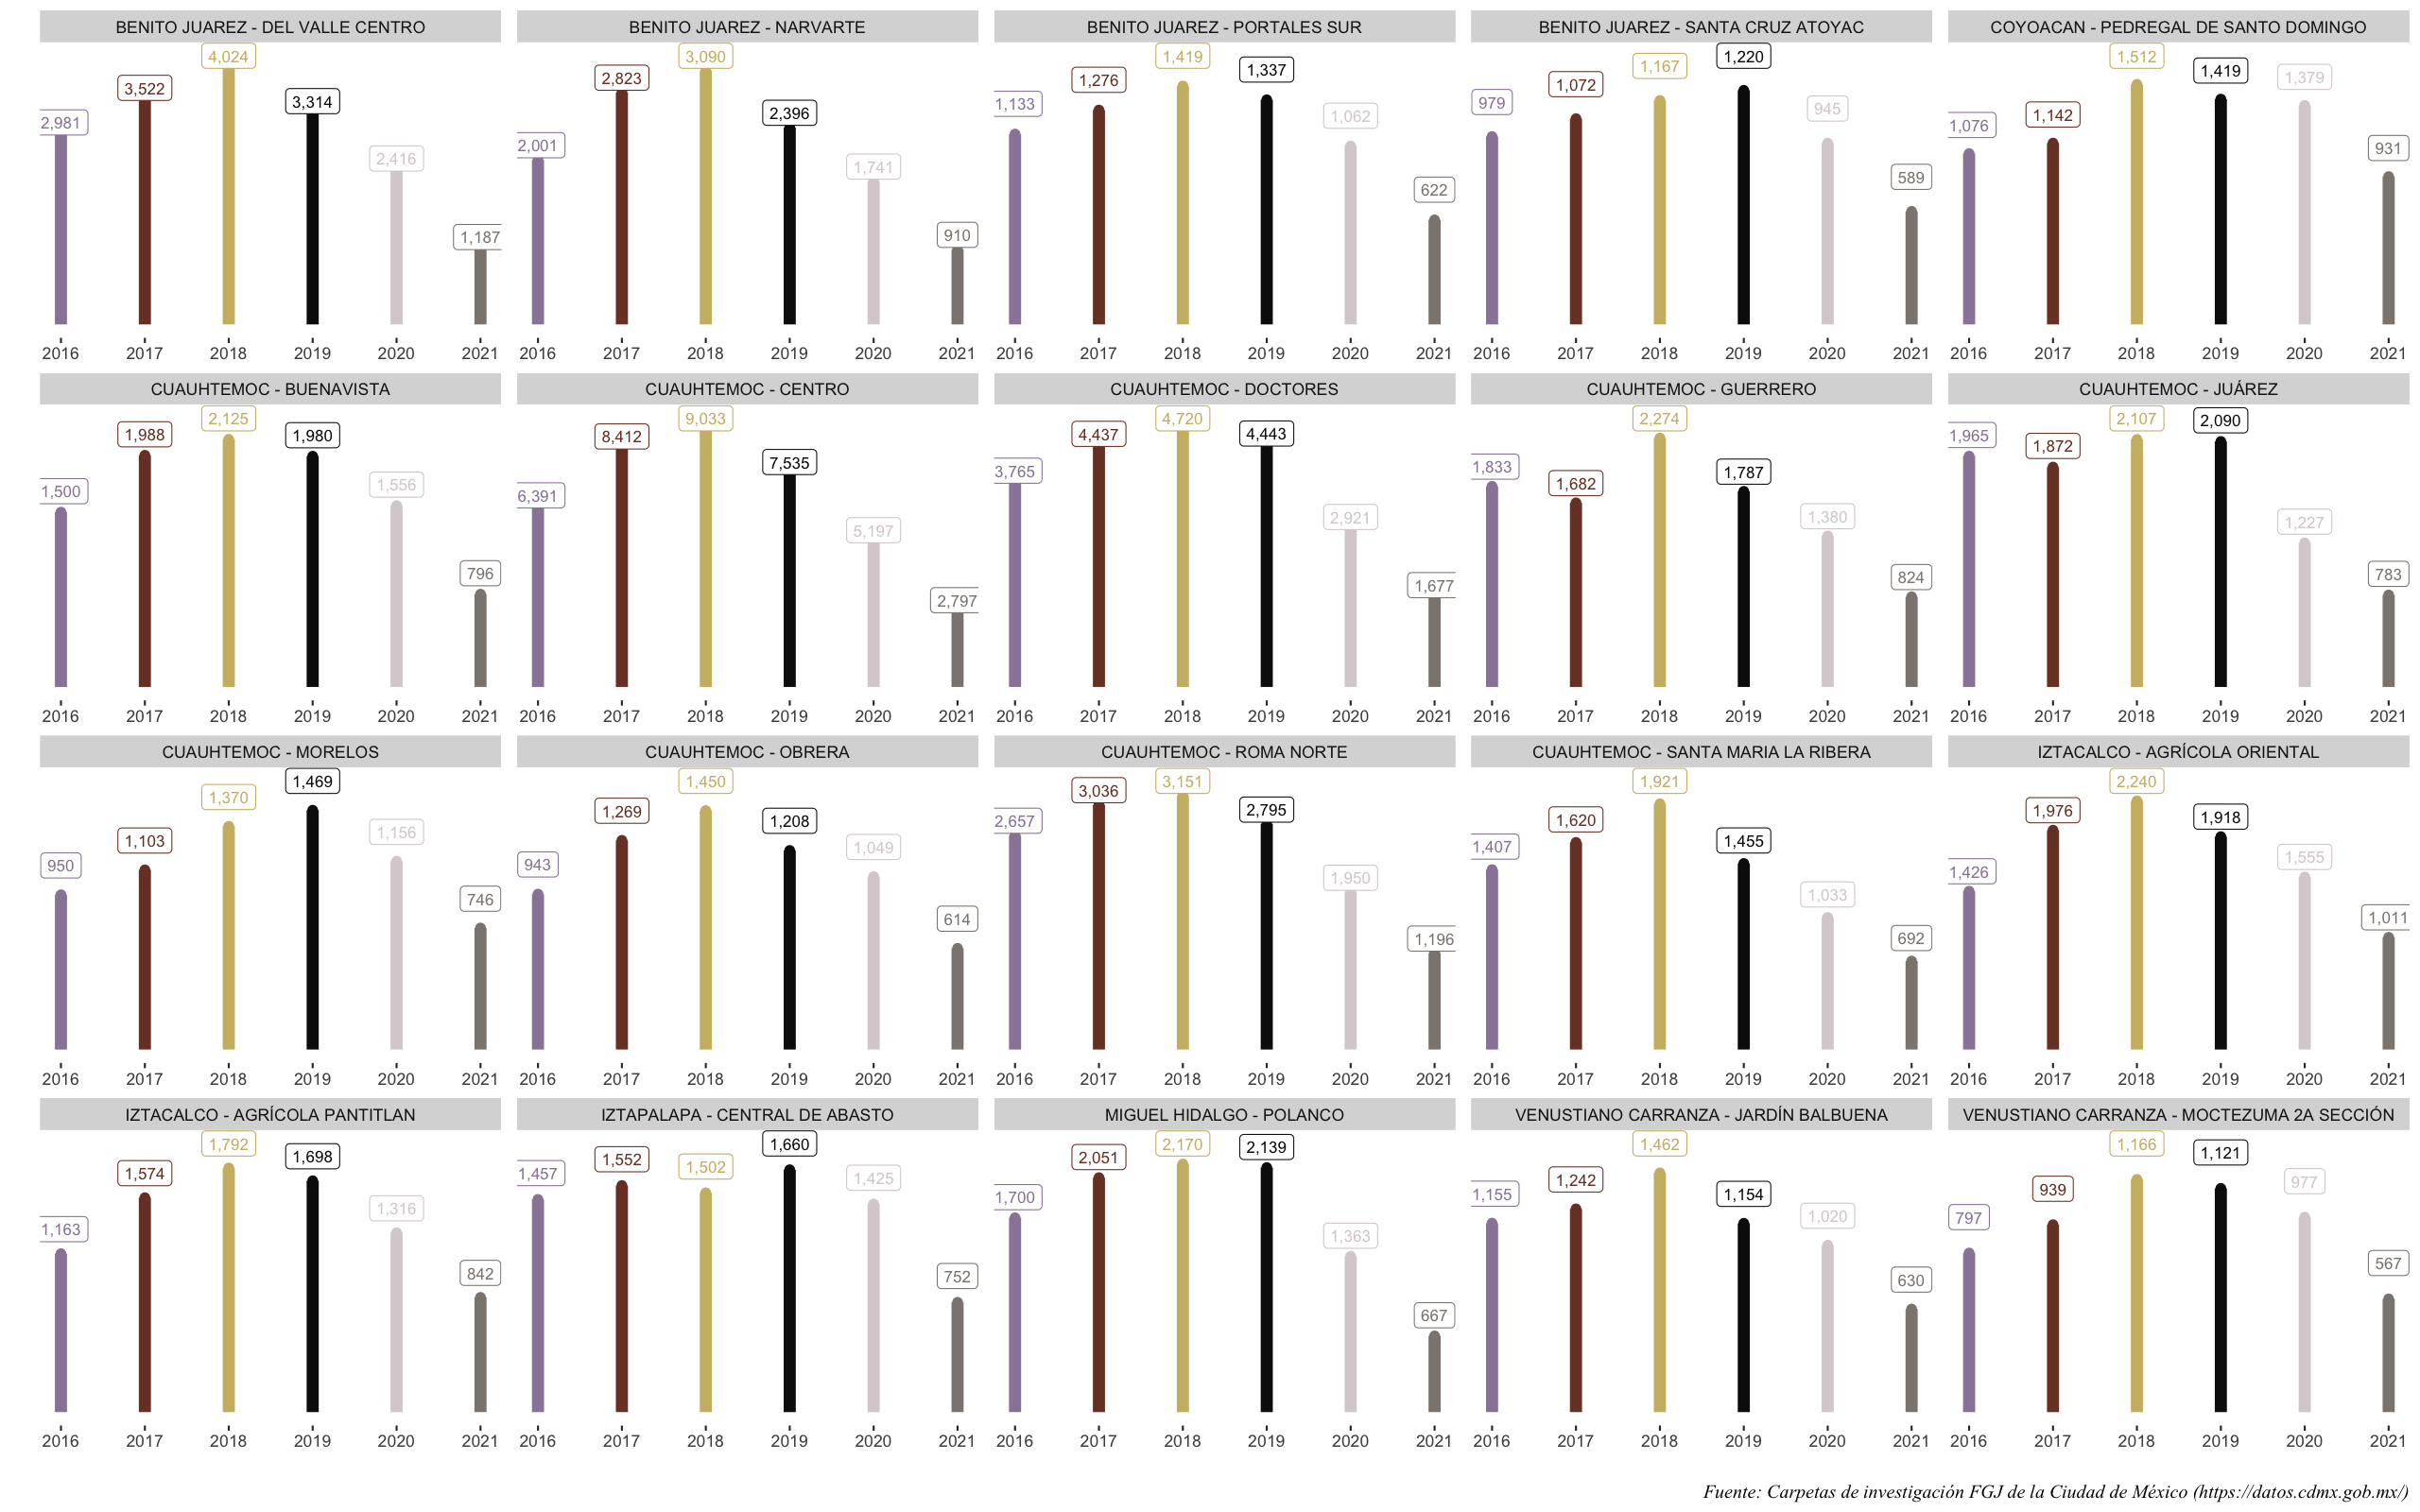 BENITO JUAREZ - DEL VALLE CENTRO
2,981
3,522
4,024
3,314
2,416
1,187
2016 2017 2018 2019 2020 2021
BENITO JUAREZ - NARVARTE
2,001
2,823
3,090
2,396
1,741
910
2016 2017 2018 2019 2020 2021
BENITO JUAREZ - PORTALES SUR
1,133
1,276
1,419
1,337
1,062
622
2016 2017 2018 2019 2020 2021
BENITO JUAREZ - SANTA CRUZ ATOYAC
979
1,072
1,167
1,220
945
589
2016 2017 2018 2019 2020 2021
COYOACAN - PEDREGAL DE SANTO DOMINGO
1,076
1,142
1,512
1,419
1,379
931
2016 2017 2018 2019 2020 2021
CUAUHTEMOC - BUENAVISTA
1,500
1,988
2,125
1,980
1,556
796
2016 2017 2018 2019 2020 2021
CUAUHTEMOC - CENTRO
6,391
8,412
9,033
7,535
5,197
2,797
2016 2017 2018 2019 2020 2021
CUAUHTEMOC - DOCTORES
3,765
4,437
4,720
4,443
2,921
1,677
2016 2017 2018 2019 2020 2021
CUAUHTEMOC - GUERRERO
1,833
1,682
2,274
1,787
1,380
824
2016 2017 2018 2019 2020 2021
CUAUHTEMOC - JUÁREZ
1,965
1,872
2,107
2,090
1,227
783
2016 2017 2018 2019 2020 2021
CUAUHTEMOC - MORELOS
950
1,103
1,370
1,469
1,156
746
2016 2017 2018 2019 2020 2021
CUAUHTEMOC - OBRERA
943
1,269
1,450
1,208
1,049
614
2016 2017 2018 2019 2020 2021
CUAUHTEMOC - ROMA NORTE
2,657
3,036
3,151
2,795
1,950
1,196
2016 2017 2018 2019 2020 2021
CUAUHTEMOC - SANTA MARIA LA RIBERA
1,407
1,620
1,921
1,455
1,033
692
2016 2017 2018 2019 2020 2021
IZTACALCO - AGRÍCOLA ORIENTAL
1,426
1,976
2,240
1,918
1,555
1,011
2016 2017 2018 2019 2020 2021
IZTACALCO - AGRÍCOLA PANTITLAN
1,163
1,574
1,792
1,698
1,316
842
2016 2017 2018 2019 2020 2021
IZTAPALAPA - CENTRAL DE ABASTO
1,457
1,552
1,502
1,660
1,425
752
2016 2017 2018 2019 2020 2021
MIGUEL HIDALGO - POLANCO
1,700
2,051
2,170
2,139
1,363
667
2016 2017 2018 2019 2020 2021
VENUSTIANO CARRANZA - JARDÍN BALBUENA
1,155
1,242
1,462
1,154
1,020
630
2016 2017 2018 2019 2020 2021
VENUSTIANO CARRANZA - MOCTEZUMA 2A SECCIÓN
797
939
1,166
1,121
977
567
2016 2017 2018 2019 2020 2021
Fuente: Carpetas de investigación FGJ de la Ciudad de México (https://datos.cdmx.gob.mx/)